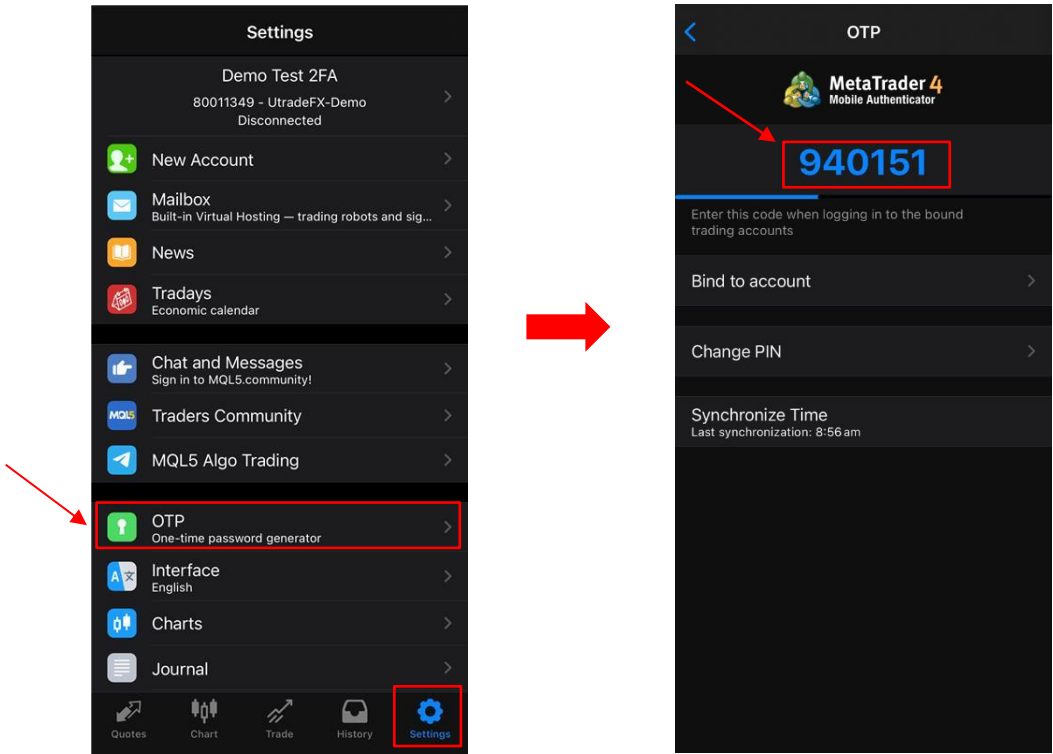 Settings
Demo Test 2FA
80011349 - UtradeFX-Demo
Disconnected
New Account
Mailbox
Built-in Virtual Hosting — trading robots and sig...
News
Tradays
Economic calendar
Chat and Messages
Sign in to MQL5.community!
MQL5
Traders Community
MQL5 Algo Trading
OTP
One-time password generator
A
Interface
English
Charts
Journal
Quotes
Chart
Trade
History
Settings
OTP
MetaTrader 4
Mobile Authenticator
940151
Enter this code when logging in to the bound
trading accounts
Bind to account
Change PIN
Synchronize Time
Last synchronization: 8:56 am